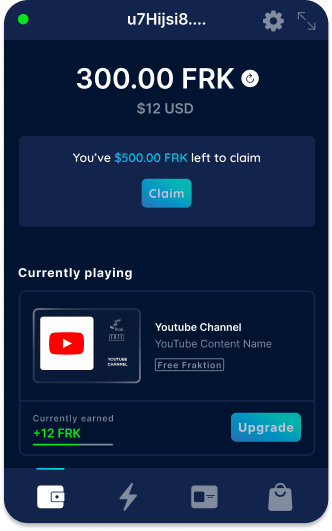 u7Hijsi8....
300.00 FRK
$12 USD
You've $500.00 FRK left to claim
Claim
Currently playing
Youtube Channel
YouTube Content Name
YOUTUBE
CHANNEL
Free Fraktion
Currently earned
+12 FRK
Upgrade